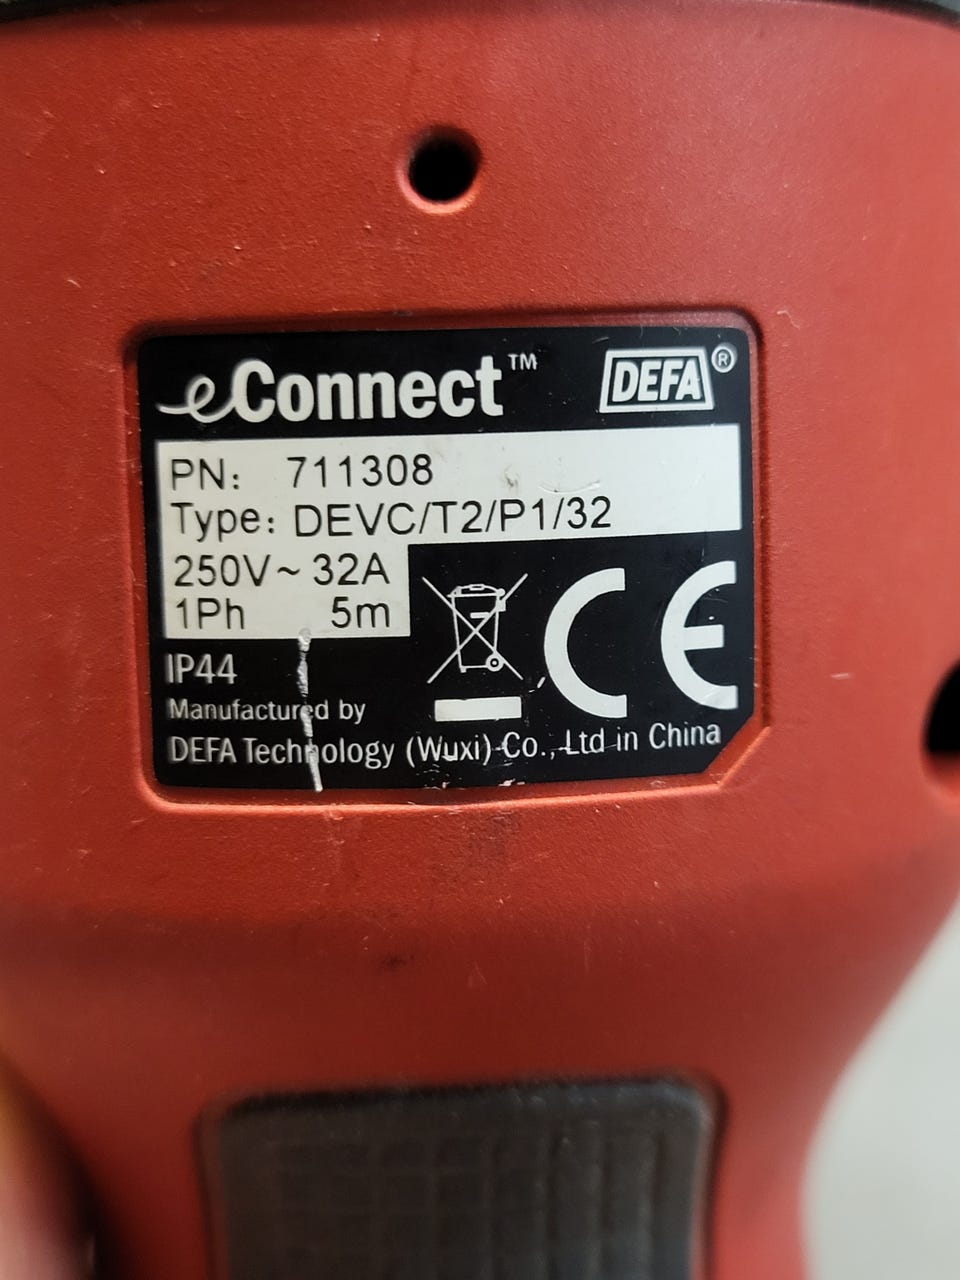 eConnect™ DEFA®
PN: 711308
Type: DEVC/T2/P1/32
250V~ 32A
1Ph 5m
CE
IP44
Manufactured by
DEFA Technology (Wuxi) Co., Ltd in China